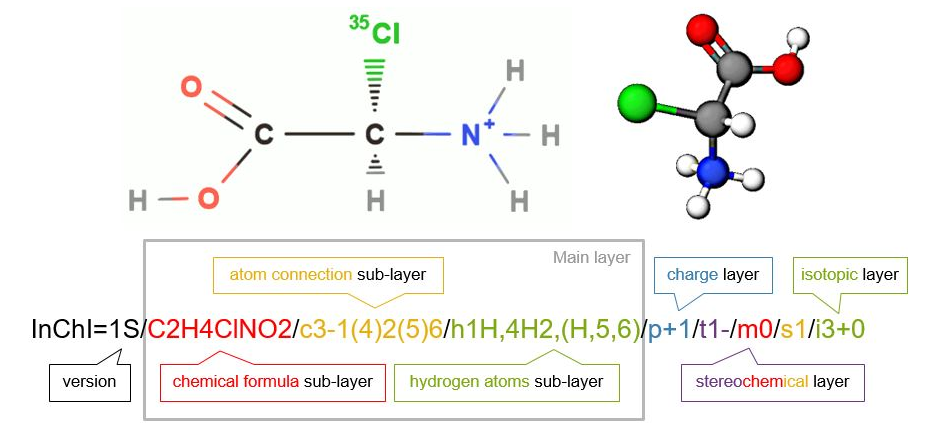 35Cl
H
O
C
C
N+
H
H
O
H
H
Main layer
atom connection sub-layer
charge layer
isotopic layer
InChI=1S/C2H4ClNO2/c3-1(4)2(5)6/h1H,4H2,(H,5,6)/p+1/t1-/m0/s1/i3+0
version
chemical formula sub-layer
hydrogen atoms sub-layer
stereochemical layer